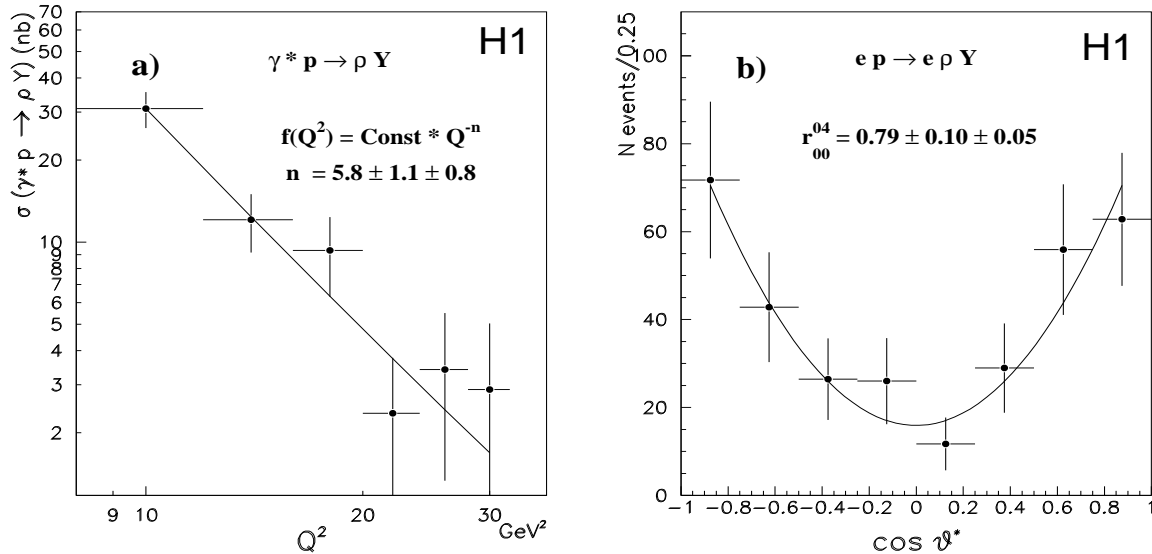 σ (γ* p → ρ Y) (nb)
70
60
50
40
30
20
10
9
8
7
6
5
4
3
2
a)
γ * p → ρ Y
H1
f(Q²) = Const * Q⁻ⁿ
n = 5.8 ± 1.1 ± 0.8
9 10 20 30
Q²
GeV²
N events/0.25
100
80
60
40
20
0
b)
e p → e ρ Y
H1
r⁰⁴₀₀ = 0.79 ± 0.10 ± 0.05
−1 −0.8 −0.6 −0.4 −0.2 0 0.2 0.4 0.6 0.8 1
cos ϑ*